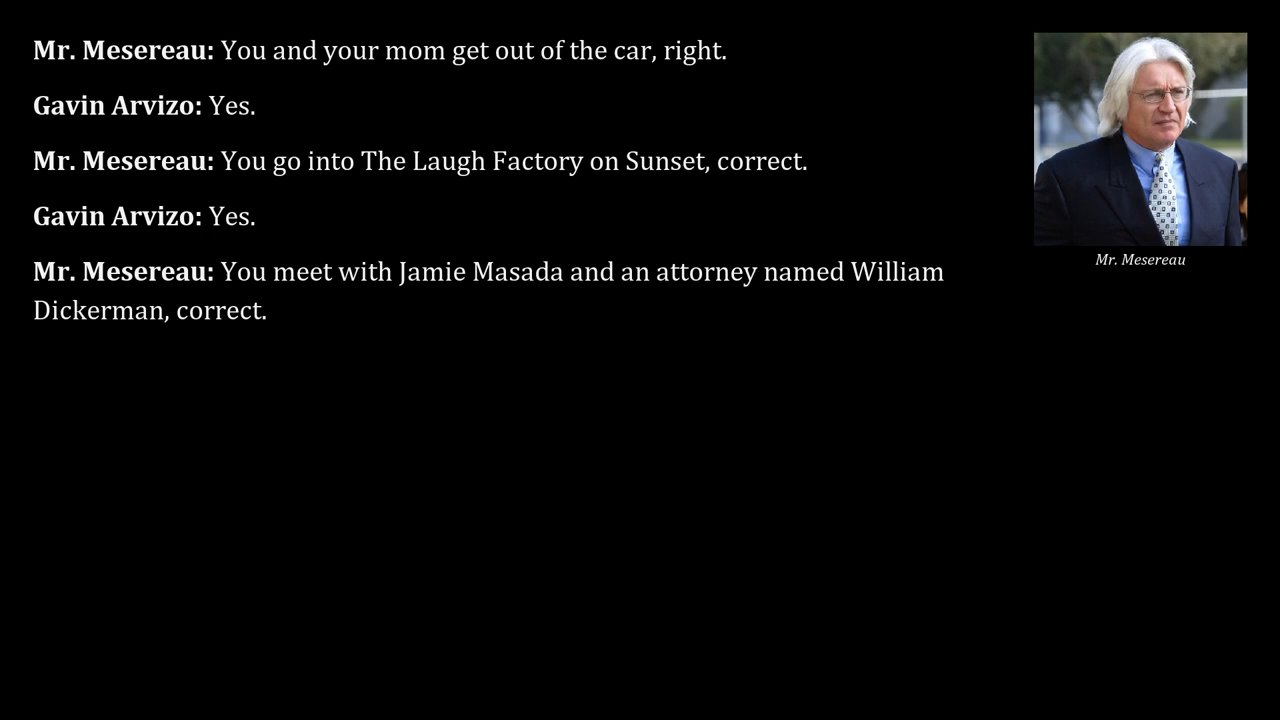 Mr. Mesereau: You and your mom get out of the car, right.
Gavin Arvizo: Yes.
Mr. Mesereau: You go into The Laugh Factory on Sunset, correct.
Gavin Arvizo: Yes.
Mr. Mesereau: You meet with Jamie Masada and an attorney named William
Dickerman, correct.
Mr. Mesereau